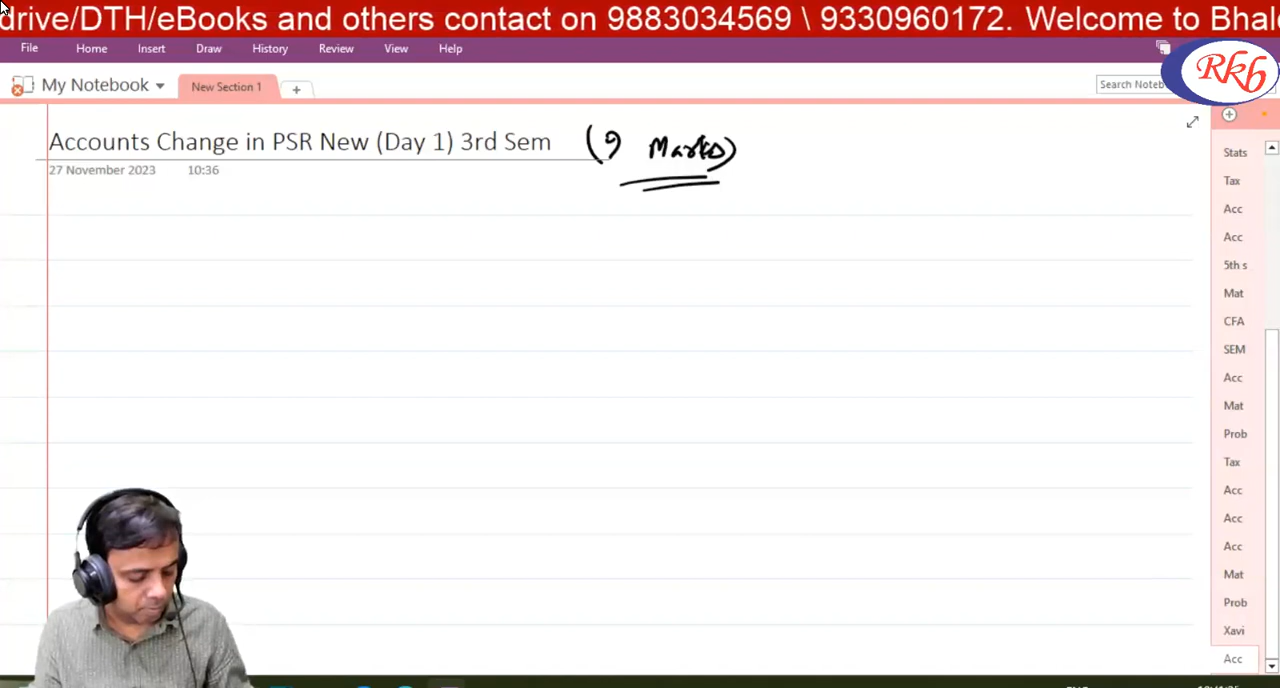 drive/DTH/eBooks and others contact on 9883034569 \ 9330960172. Welcome to Bhal
File Home Insert Draw History Review View Help
Rkb
My Notebook New Section 1 +
Search Noteb
Accounts Change in PSR New (Day 1) 3rd Sem (9 Marks)
27 November 2023 10:36
Stats
Tax
Acc
Acc
5th s
Mat
CFA
SEM
Acc
Mat
Prob
Tax
Acc
Acc
Acc
Mat
Prob
Xavi
Acc